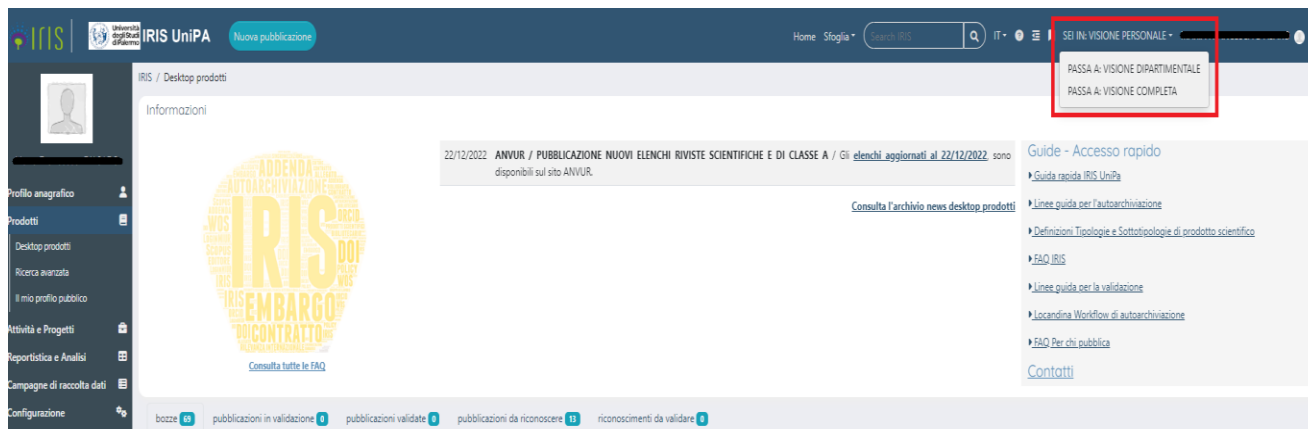 IRIS
Università degli Studi di Palermo
IRIS UniPA
Nuova pubblicazione
Home Sfoglia
Search IRIS
IT
SEI IN: VISIONE PERSONALE
PASSA A: VISIONE DIPARTIMENTALE
PASSA A: VISIONE COMPLETA
Profilo anagrafico
Prodotti
Desktop prodotti
Ricerca avanzata
Il mio profilo pubblico
Attività e Progetti
Reportistica e Analisi
Campagne di raccolta dati
Configurazione
IRIS / Desktop prodotti
Informazioni
ADDENDA
AUTOARCHIVIAZIONE
IRIS
DOI
WOS
IRIS
EMBARGO
DOI CONTRATTO
Consulta tutte le FAQ
22/12/2022 ANVUR / PUBBLICAZIONE NUOVI ELENCHI RIVISTE SCIENTIFICHE E DI CLASSE A / Gli elenchi aggiornati al 22/12/2022, sono
disponibili sul sito ANVUR.
Consulta l'archivio news desktop prodotti
Guide - Accesso rapido
Guida rapida IRIS UniPa
Linee guida per l'autoarchiviazione
Definizioni Tipologie e Sottotipologie di prodotto scientifico
FAQ IRIS
Linee guida per la validazione
Locandina Workflow di autoarchiviazione
FAQ Per chi pubblica
Contatti
bozze 69 pubblicazioni in validazione 0 pubblicazioni validate 0 pubblicazioni da riconoscere 13 riconoscimenti da validare 0